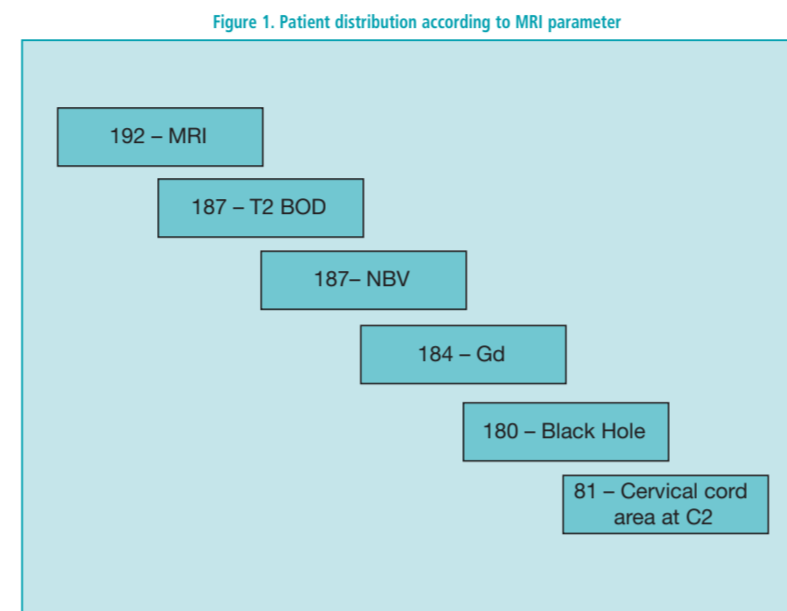 Figure 1. Patient distribution according to MRI parameter
192 – MRI
187 – T2 BOD
187– NBV
184 – Gd
180 – Black Hole
81 – Cervical cord
area at C2